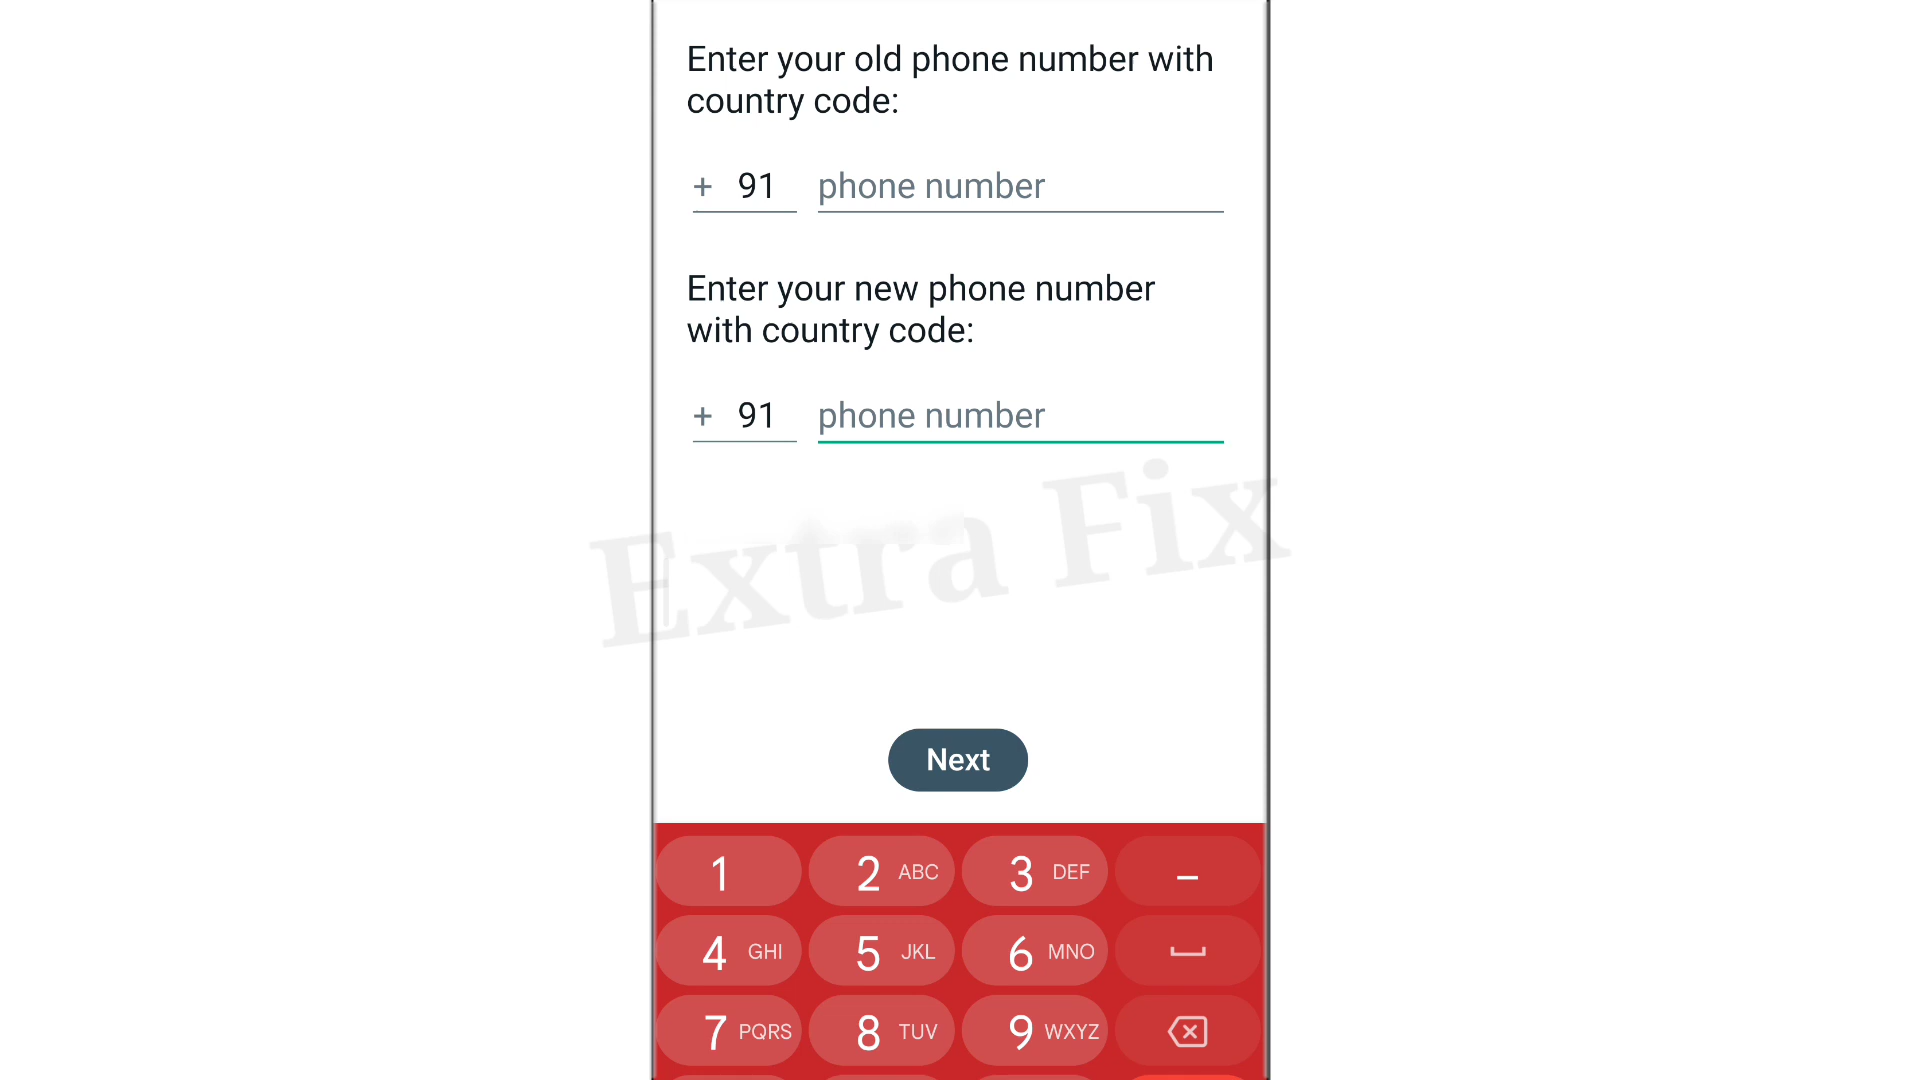 Enter your old phone number with
country code:
+ 91 phone number
Enter your new phone number
with country code:
+ 91 phone number
Extra Fix
Next
1 2 ABC 3 DEF –
4 GHI 5 JKL 6 MNO
7 PQRS 8 TUV 9 WXYZ